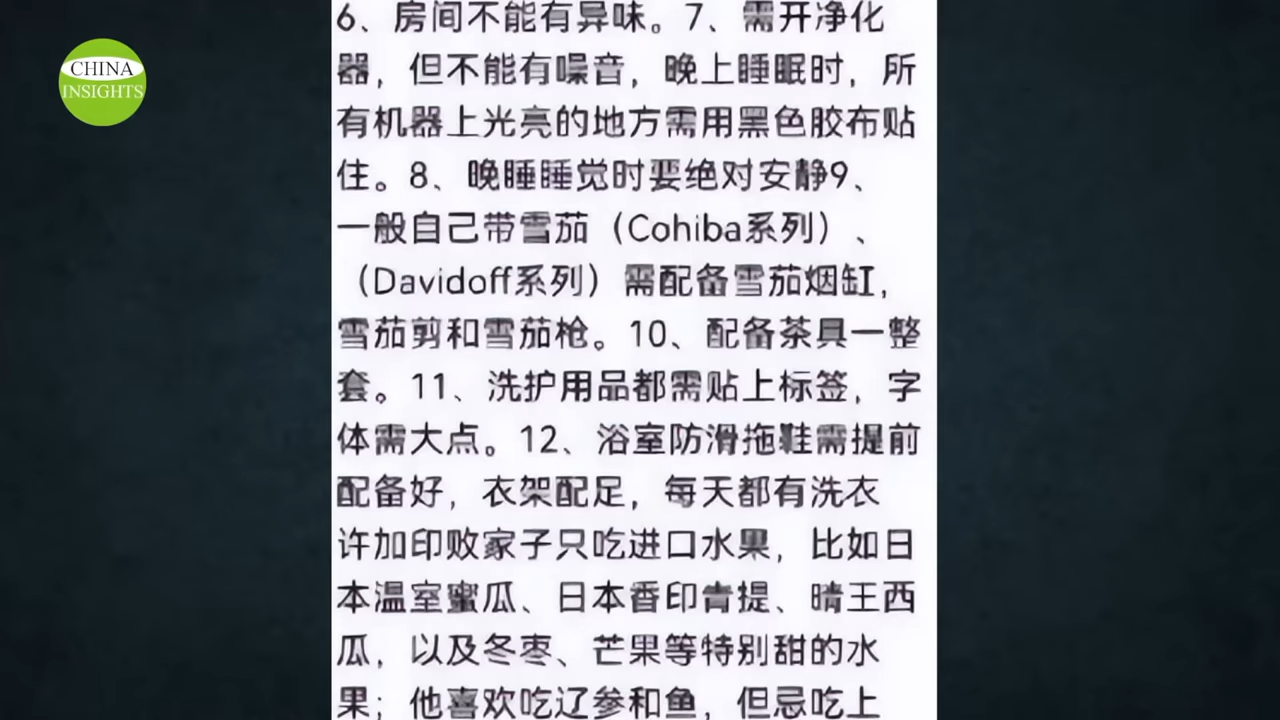 CHINA
INSIGHTS
6、房间不能有异味。7、需开净化
器，但不能有噪音，晚上睡眠时，所
有机器上光亮的地方需用黑色胶布贴
住。8、晚睡睡觉时要绝对安静9、
一般自己带雪茄（Cohiba系列）、
（Davidoff系列）需配备雪茄烟缸，
雪茄剪和雪茄枪。10、配备茶具一整
套。11、洗护用品都需贴上标签，字
体需大点。12、浴室防滑拖鞋需提前
配备好，衣架配足，每天都有洗衣
许加印败家子只吃进口水果，比如日
本温室蜜瓜、日本香印青提、晴王西
瓜，以及冬枣、芒果等特别甜的水
果；他喜欢吃辽参和鱼，但忌吃上